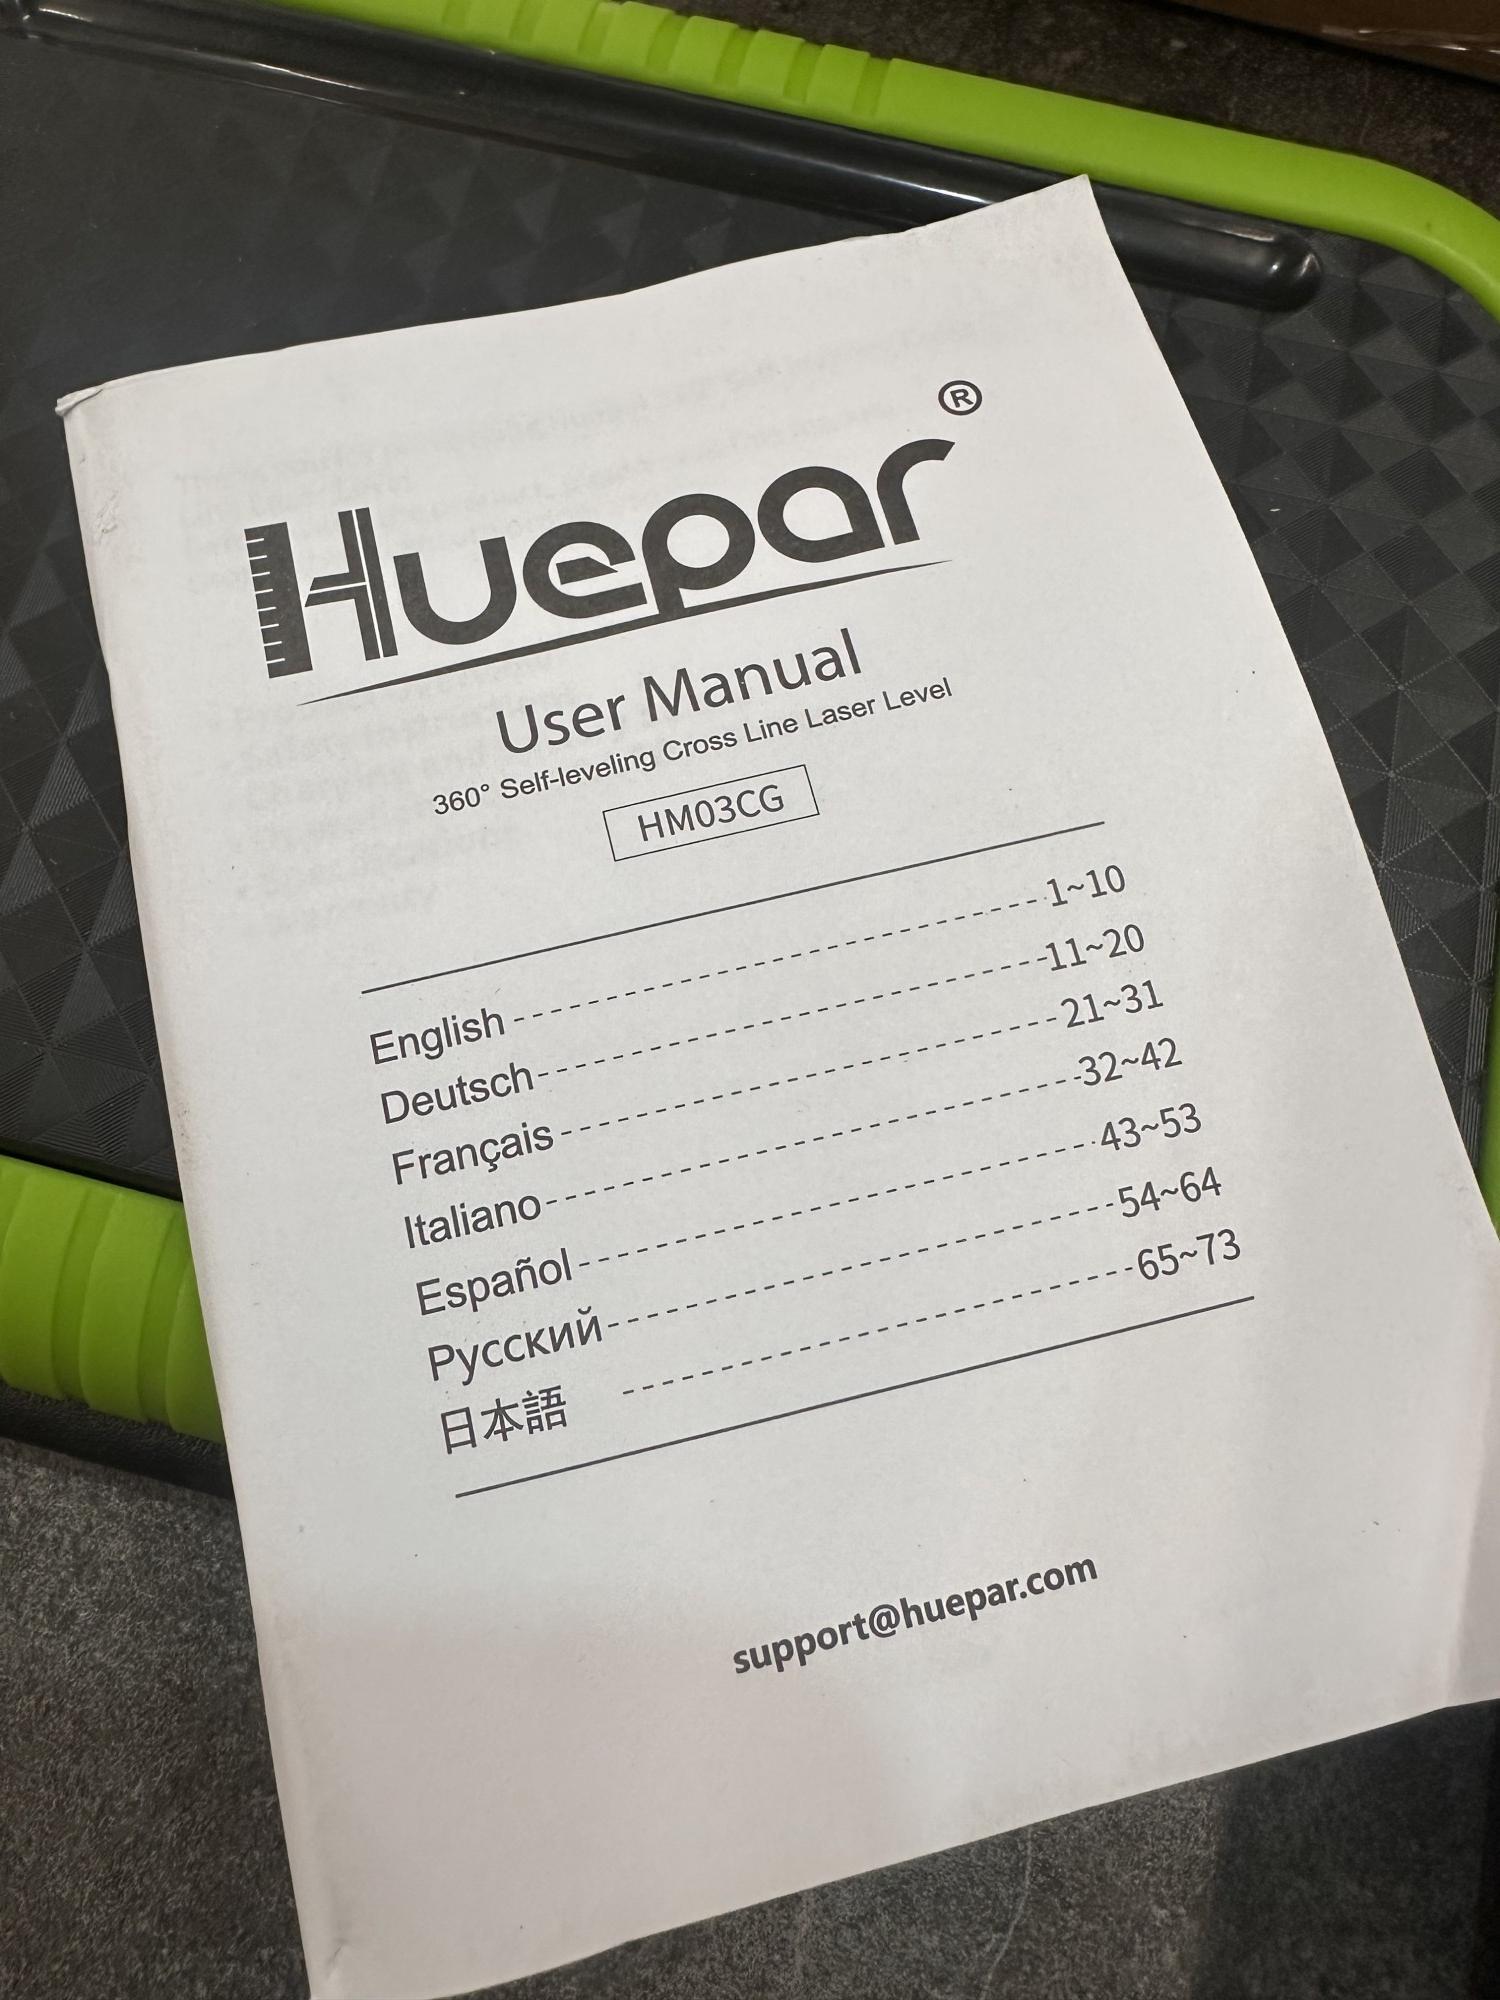 Huepar®
User Manual
360° Self-leveling Cross Line Laser Level
HM03CG
English 1~10
Deutsch 11~20
Français 21~31
Italiano 32~42
Español 43~53
Русский 54~64
日本語 65~73
support@huepar.com